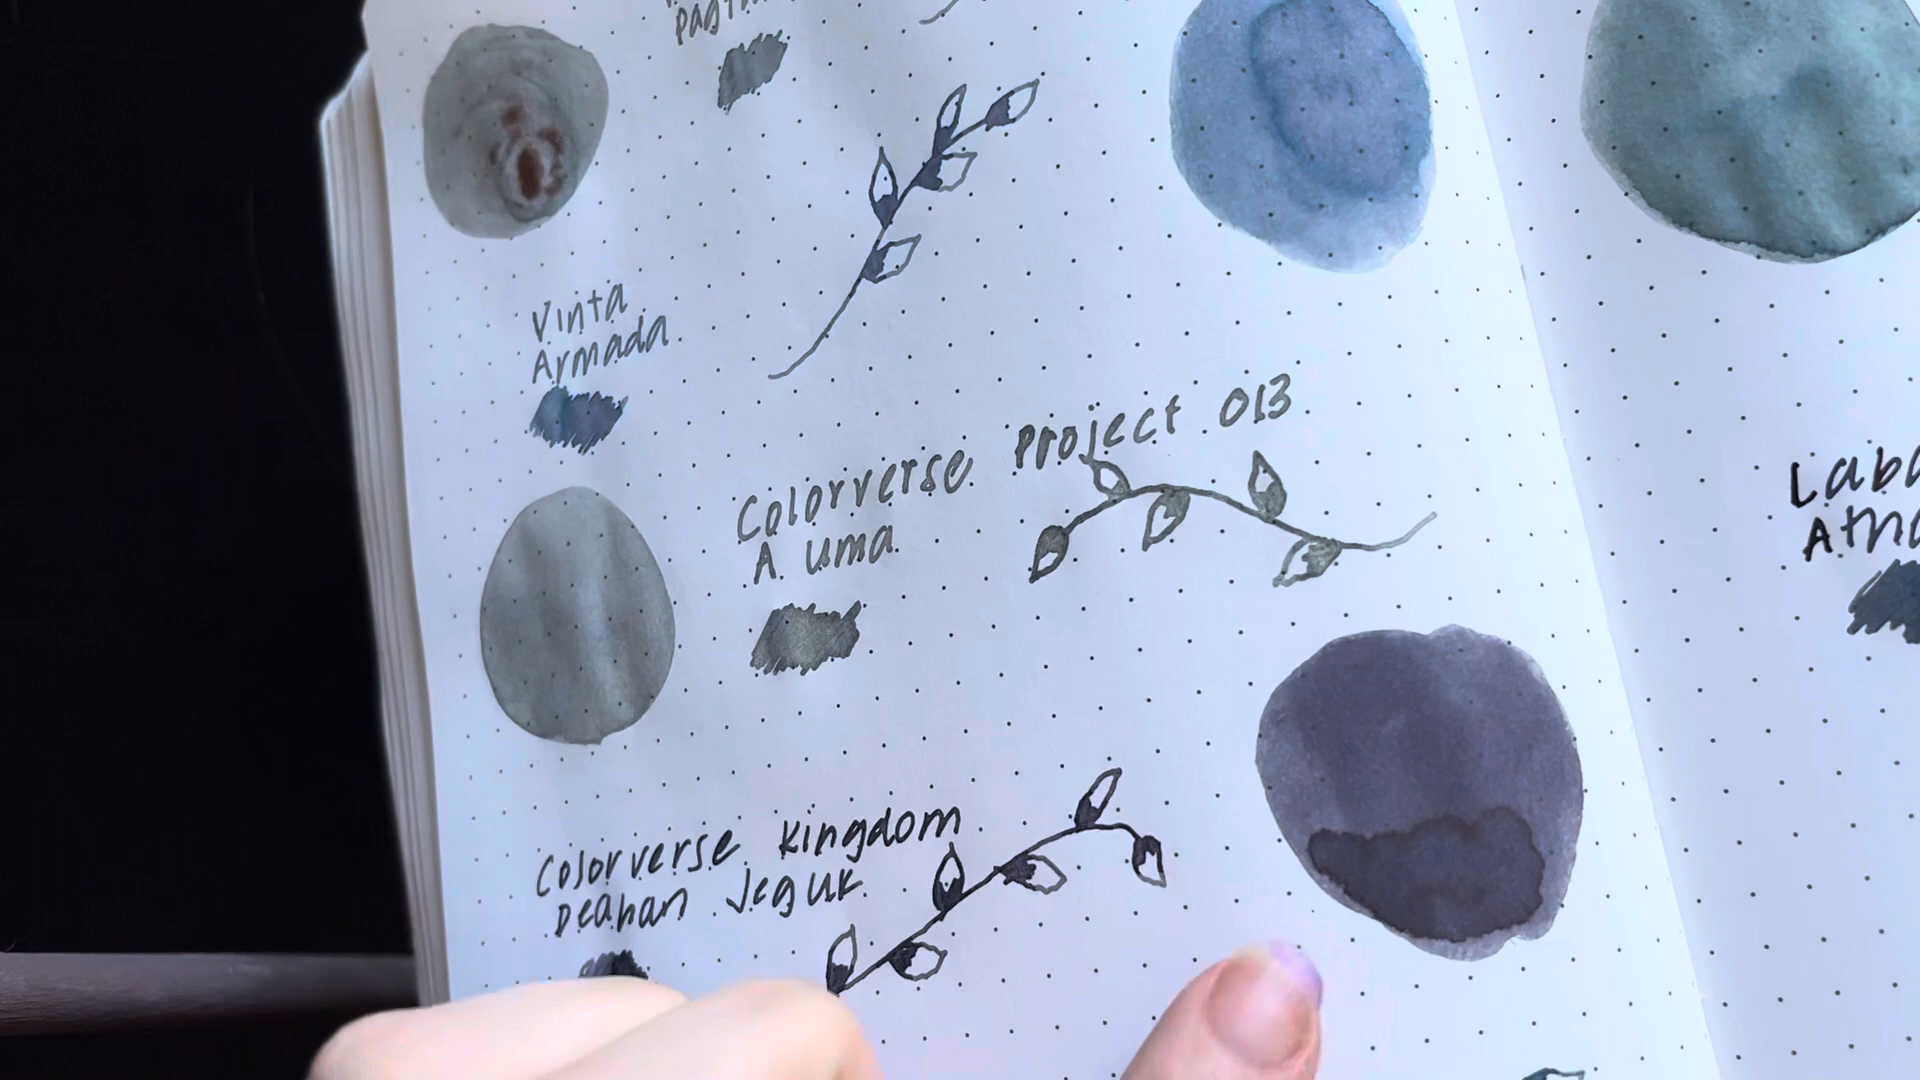 Vinta
Armada
Colorverse Project 013
A Uma
Colorverse Kingdom
Deahan Jeguk